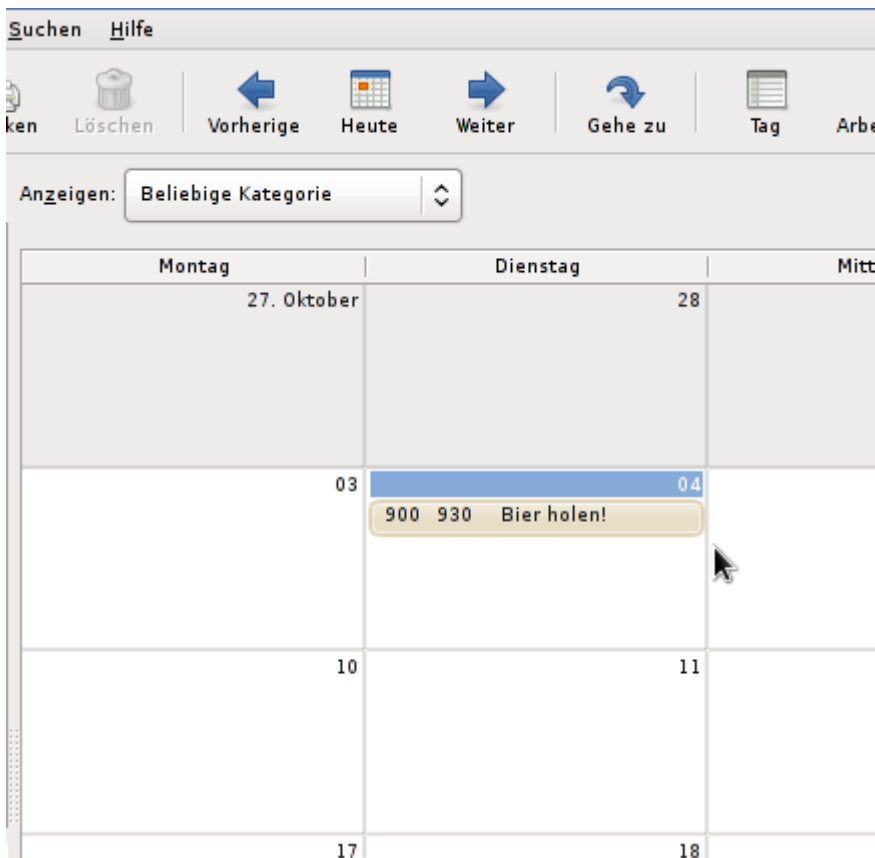 Suchen Hilfe
ken Löschen Vorherige Heute Weiter Gehe zu Tag Arbe
Anzeigen: Beliebige Kategorie
Montag Dienstag Mitt
27. Oktober 28
03 04
900 930 Bier holen!
10 11
17 18